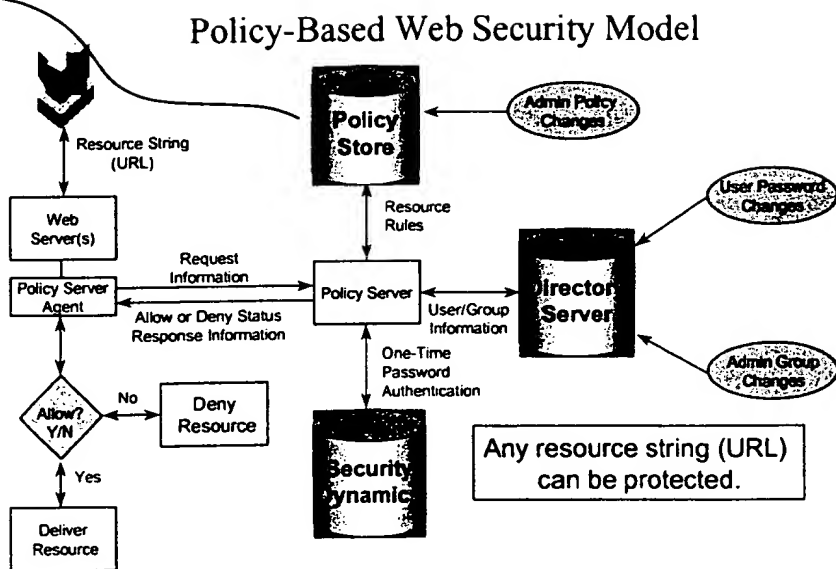 Policy-Based Web Security Model
Resource String
(URL)
Web
Server(s)
Policy Server
Agent
Request
Information
Allow or Deny Status
Response Information
Allow?
Y/N
No
Deny
Resource
Yes
Deliver
Resource
Policy
Store
Admin Policy
Changes
Resource
Rules
Policy Server
User/Group
Information
Director
Server
User Password
Changes
Admin Group
Changes
One-Time
Password
Authentication
Security
ynamic
Any resource string (URL)
can be protected.